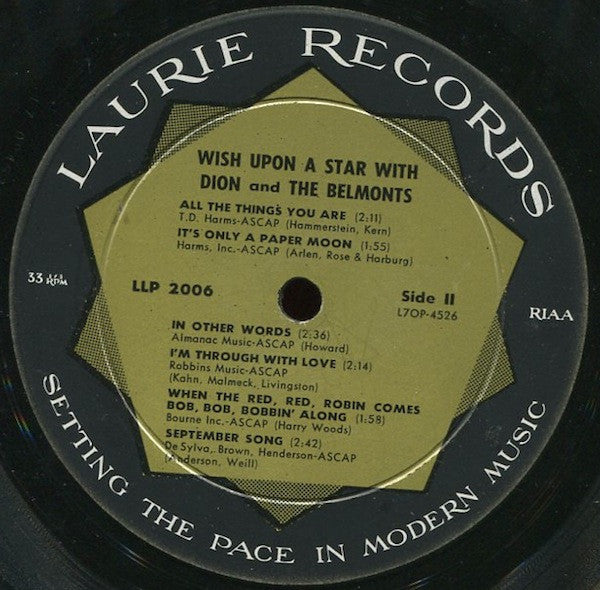 LAURIE RECORDS
WISH UPON A STAR WITH
DION and THE BELMONTS
ALL THE THINGS YOU ARE (2:11)
T.D. Harms-ASCAP (Hammerstein, Kern)
IT'S ONLY A PAPER MOON (1:55)
Harms, Inc.-ASCAP (Arlen, Rose & Harburg)
33 1/3 RPM
LLP 2006
Side II
L7OP-4526
RIAA
IN OTHER WORDS (2:36)
Almanac Music-ASCAP (Howard)
I'M THROUGH WITH LOVE (2:14)
Robbins Music-ASCAP
(Kahn, Malmeck, Livingston)
WHEN THE RED, RED, ROBIN COMES
BOB, BOB, BOBBIN' ALONG (1:58)
Bourne Inc.-ASCAP (Harry Woods)
SEPTEMBER SONG (2:42)
De Sylva, Brown, Henderson-ASCAP
(Anderson, Weill)
SETTING THE PACE IN MODERN MUSIC